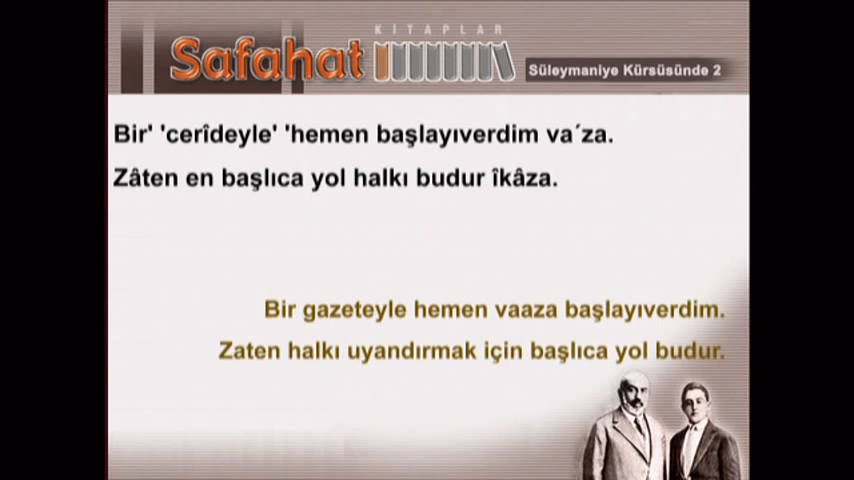 KİTAPLAR
Safahat
Süleymaniye Kürsüsünde 2
Bir' 'cerîdeyle' 'hemen başlayıverdim va´za.
Zâten en başlıca yol halkı budur îkâza.
Bir gazeteyle hemen vaaza başlayıverdim.
Zaten halkı uyandırmak için başlıca yol budur.